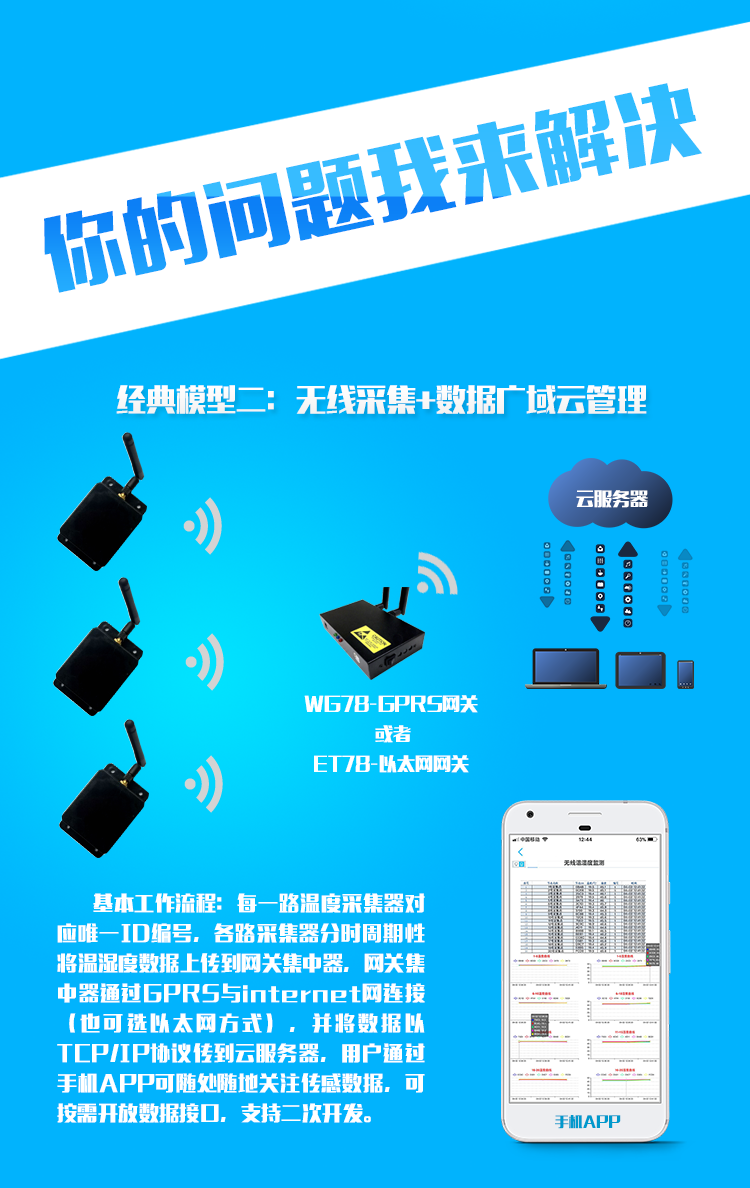 你的问题我来解决
经典模型二：无线采集+数据广域云管理
云服务器
WG78-GPRS网关
或者
ET78-以太网网关
中国移动
12:44
63%
无线温湿度监测
基本工作流程：每一路温度采集器对
应唯一ID编号，各路采集器分时周期性
将温湿度数据上传到网关集中器，网关集
中器通过GPRS与internet网连接
（也可选以太网方式），并将数据以
TCP/IP协议传到云服务器，用户通过
手机APP可随处随地关注传感数据，可
按需开放数据接口，支持二次开发。
手机APP